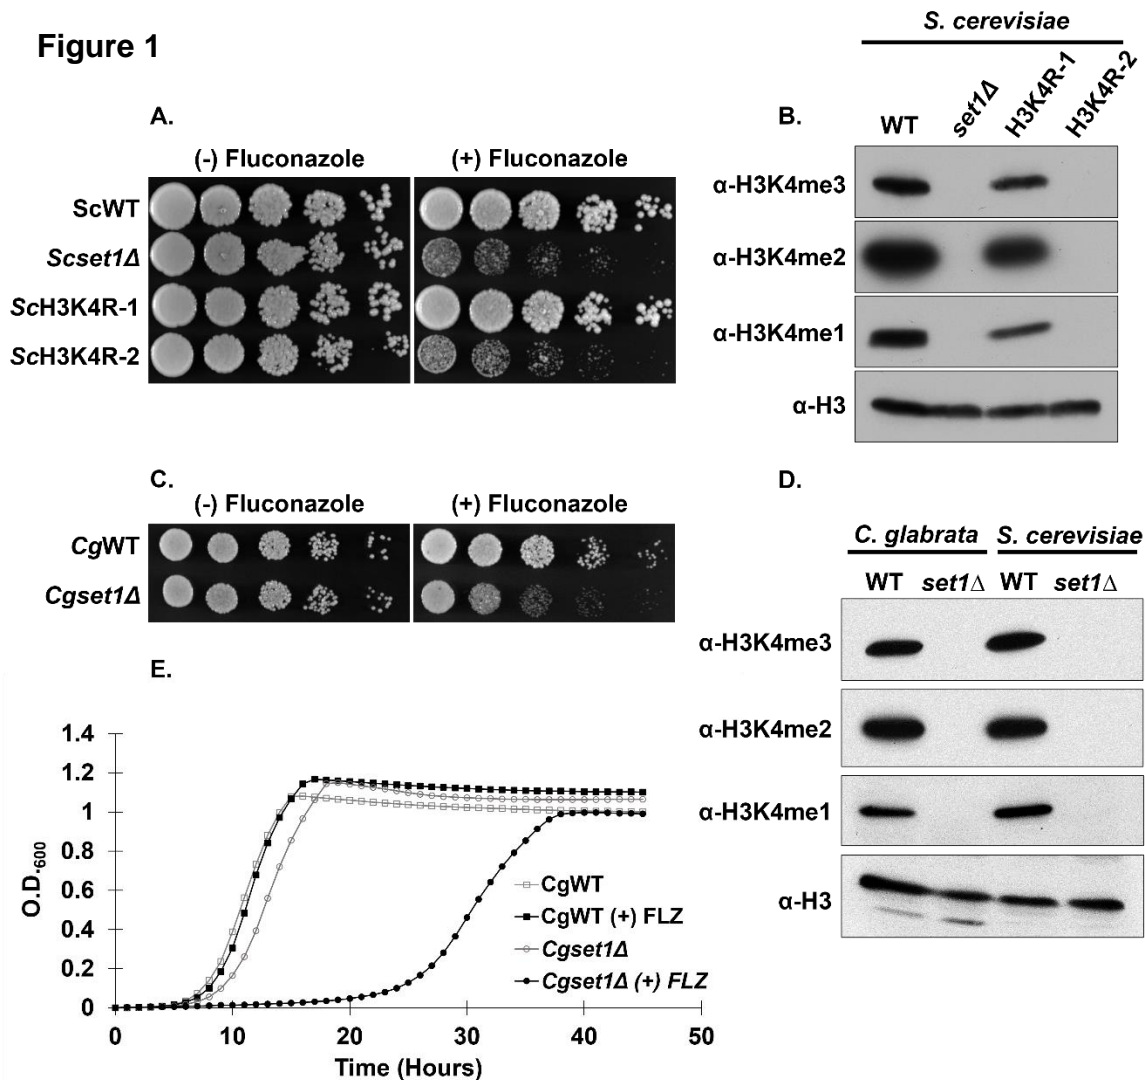 Figure 1
A.
(-) Fluconazole
(+) Fluconazole
ScWT
Scset1Δ
ScH3K4R-1
ScH3K4R-2
B.
S. cerevisiae
WT
set1Δ
H3K4R-1
H3K4R-2
α-H3K4me3
α-H3K4me2
α-H3K4me1
α-H3
C.
(-) Fluconazole
(+) Fluconazole
CgWT
Cgset1Δ
D.
C. glabrata
S. cerevisiae
WT
set1Δ
WT
set1Δ
α-H3K4me3
α-H3K4me2
α-H3K4me1
α-H3
E.
O.D.₆₀₀
1.4
1.2
1
0.8
0.6
0.4
0.2
0
0
10
20
30
40
50
Time (Hours)
CgWT
CgWT (+) FLZ
Cgset1Δ
Cgset1Δ (+) FLZ